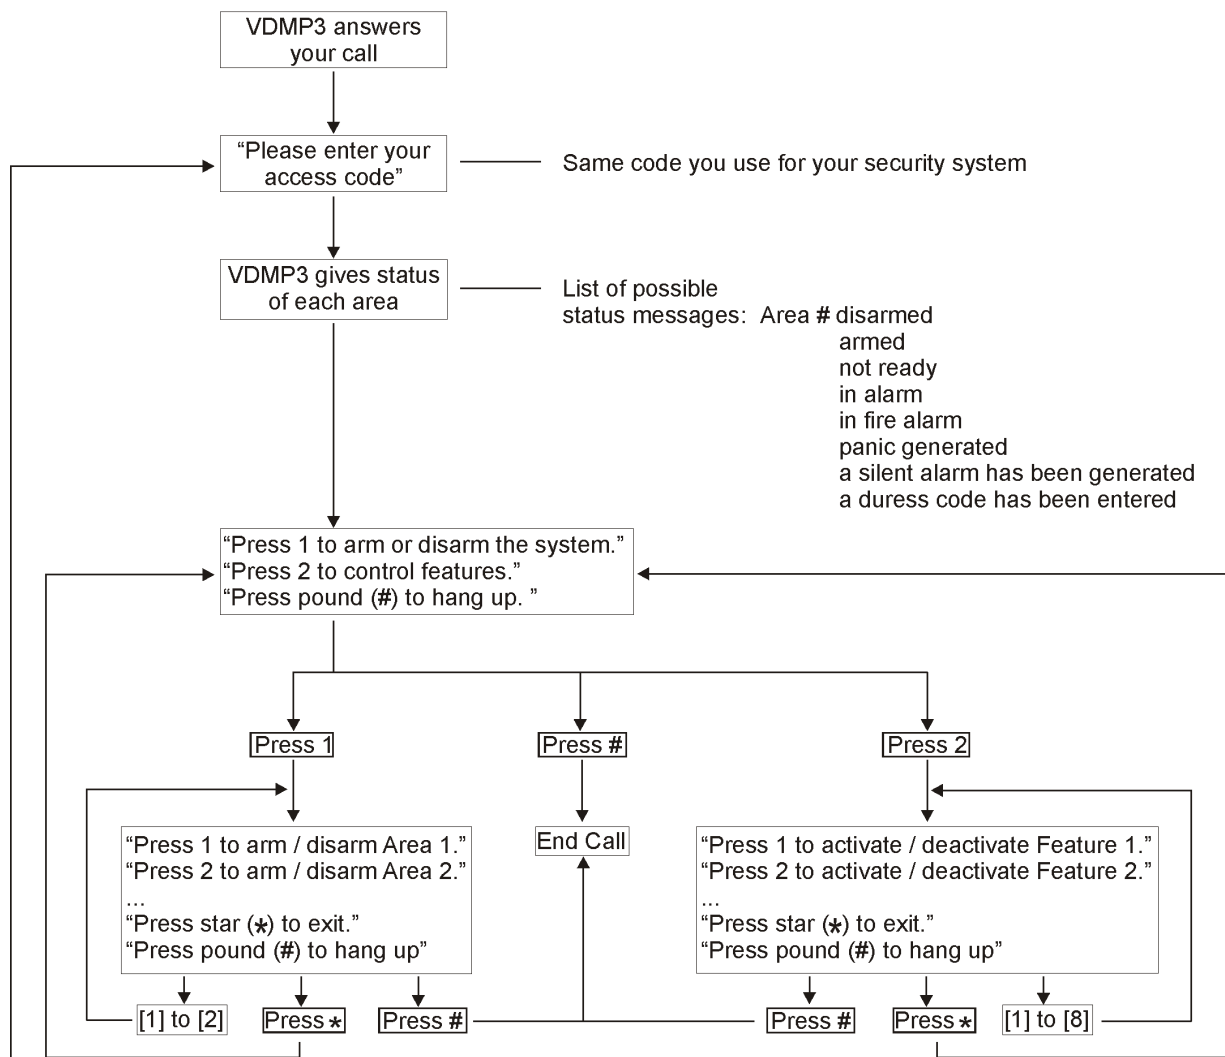 VDMP3 answers
your call
“Please enter your
access code”
Same code you use for your security system
VDMP3 gives status
of each area
List of possible
status messages: Area # disarmed
armed
not ready
in alarm
in fire alarm
panic generated
a silent alarm has been generated
a duress code has been entered
“Press 1 to arm or disarm the system.”
“Press 2 to control features.”
“Press pound (#) to hang up. ”
Press 1
Press #
Press 2
“Press 1 to arm / disarm Area 1.”
“Press 2 to arm / disarm Area 2.”
...
“Press star (*) to exit.”
“Press pound (#) to hang up”
End Call
“Press 1 to activate / deactivate Feature 1.”
“Press 2 to activate / deactivate Feature 2.”
...
“Press star (*) to exit.”
“Press pound (#) to hang up”
[1] to [2]
Press *
Press #
Press #
Press *
[1] to [8]